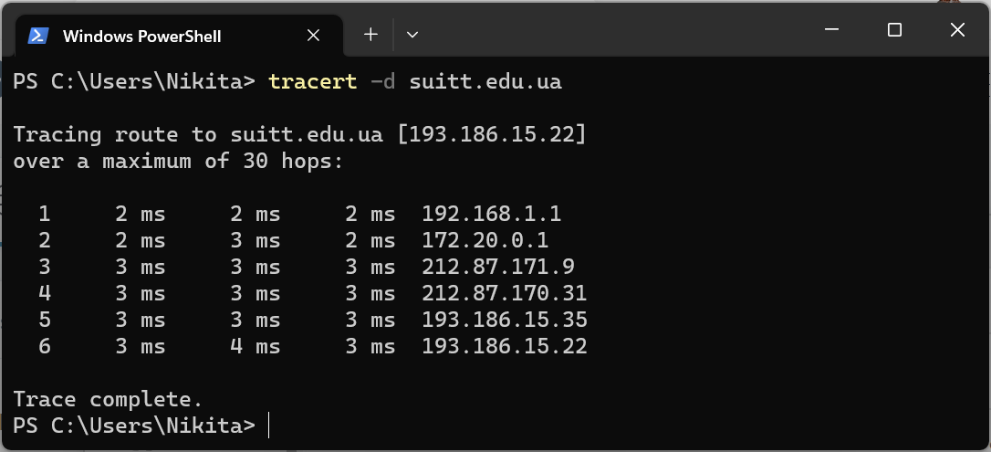 Windows PowerShell
PS C:\Users\Nikita> tracert -d suitt.edu.ua
Tracing route to suitt.edu.ua [193.186.15.22]
over a maximum of 30 hops:
1 2 ms 2 ms 2 ms 192.168.1.1
2 2 ms 3 ms 2 ms 172.20.0.1
3 3 ms 3 ms 3 ms 212.87.171.9
4 3 ms 3 ms 3 ms 212.87.170.31
5 3 ms 3 ms 3 ms 193.186.15.35
6 3 ms 4 ms 3 ms 193.186.15.22
Trace complete.
PS C:\Users\Nikita>